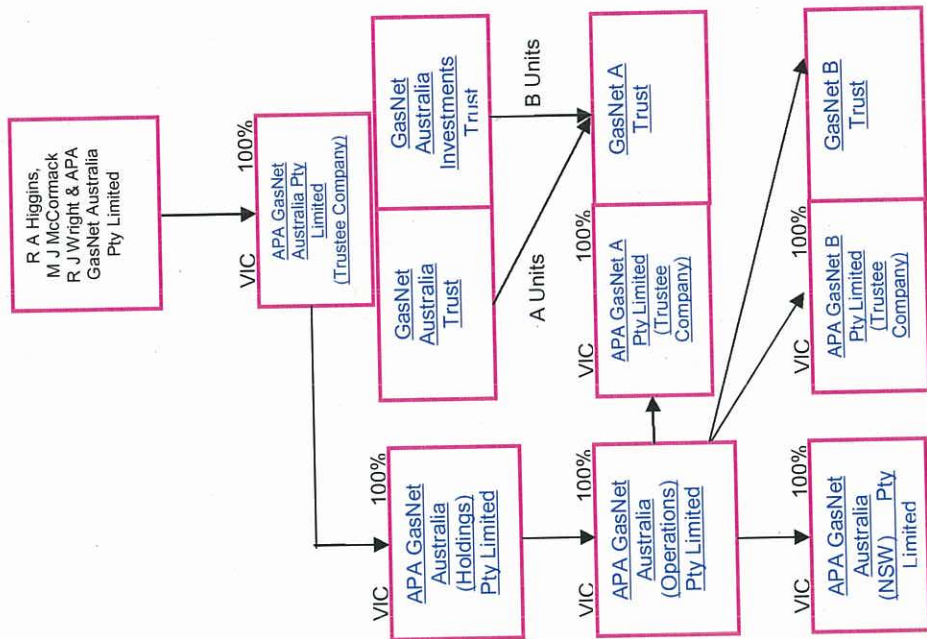 R A Higgins,
M J McCormack
R J Wright & APA
GasNet Australia
Pty Limited
VIC
100%
APA GasNet
Australia Pty
Limited
(Trustee Company)
GasNet
Australia
Trust
GasNet
Australia
Investments
Trust
A Units
B Units
VIC
100%
APA GasNet
Australia
(Holdings)
Pty Limited
VIC
100%
APA GasNet
Australia
(Operations)
Pty Limited
VIC
100%
APA GasNet A
Pty Limited
(Trustee
Company)
GasNet A
Trust
VIC
100%
APA GasNet
Australia
(NSW) Pty
Limited
VIC
100%
APA GasNet B
Pty Limited
(Trustee
Company)
GasNet B
Trust